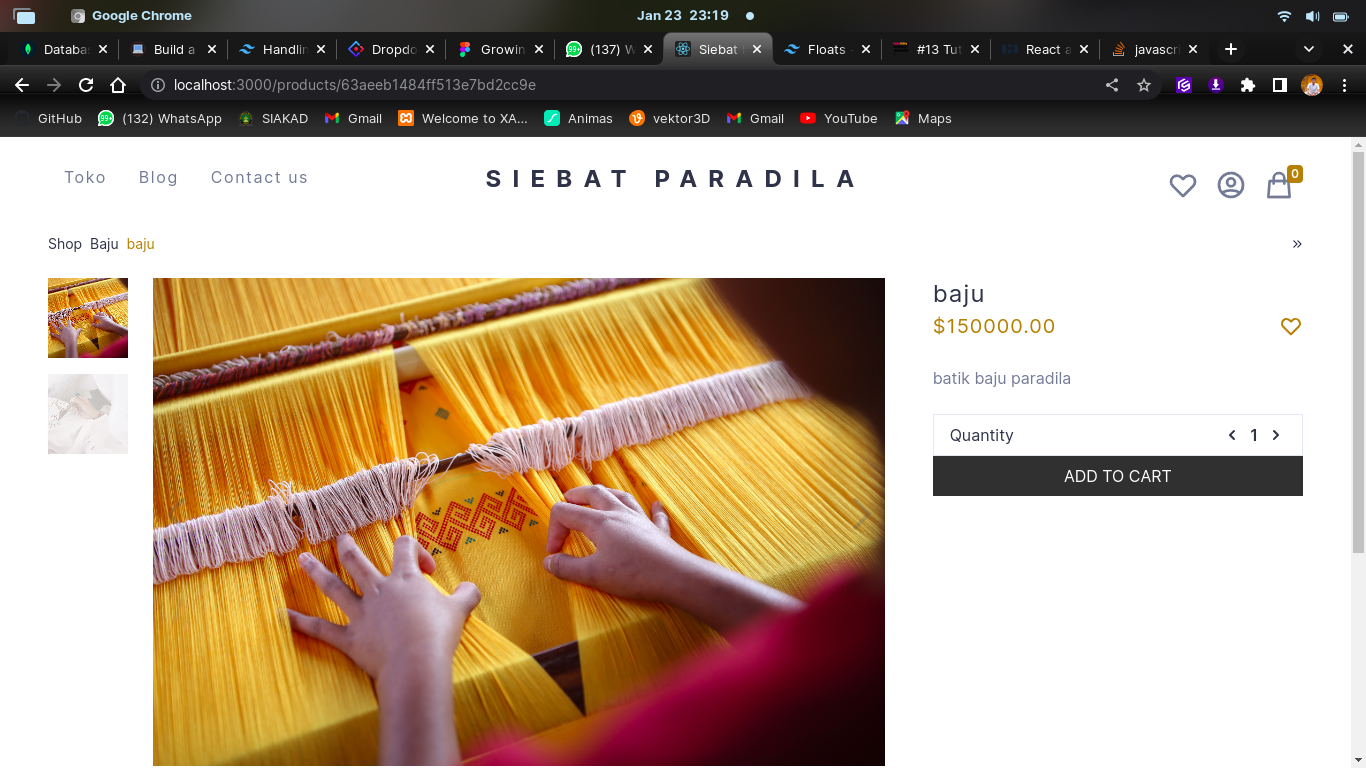 Google Chrome
Jan 23 23:19
Databa
Build a
Handlin
Dropdo
Growin
(137) W
Siebat
Floats
#13 Tut
React a
javascri
localhost:3000/products/63aeeb1484ff513e7bd2cc9e
GitHub
99+
(132) WhatsApp
SIAKAD
Gmail
Welcome to XA...
Animas
vektor3D
Gmail
YouTube
Maps
Toko
Blog
Contact us
SIEBAT PARADILA
0
Shop Baju baju
»
baju
$150000.00
batik baju paradila
Quantity
1
ADD TO CART